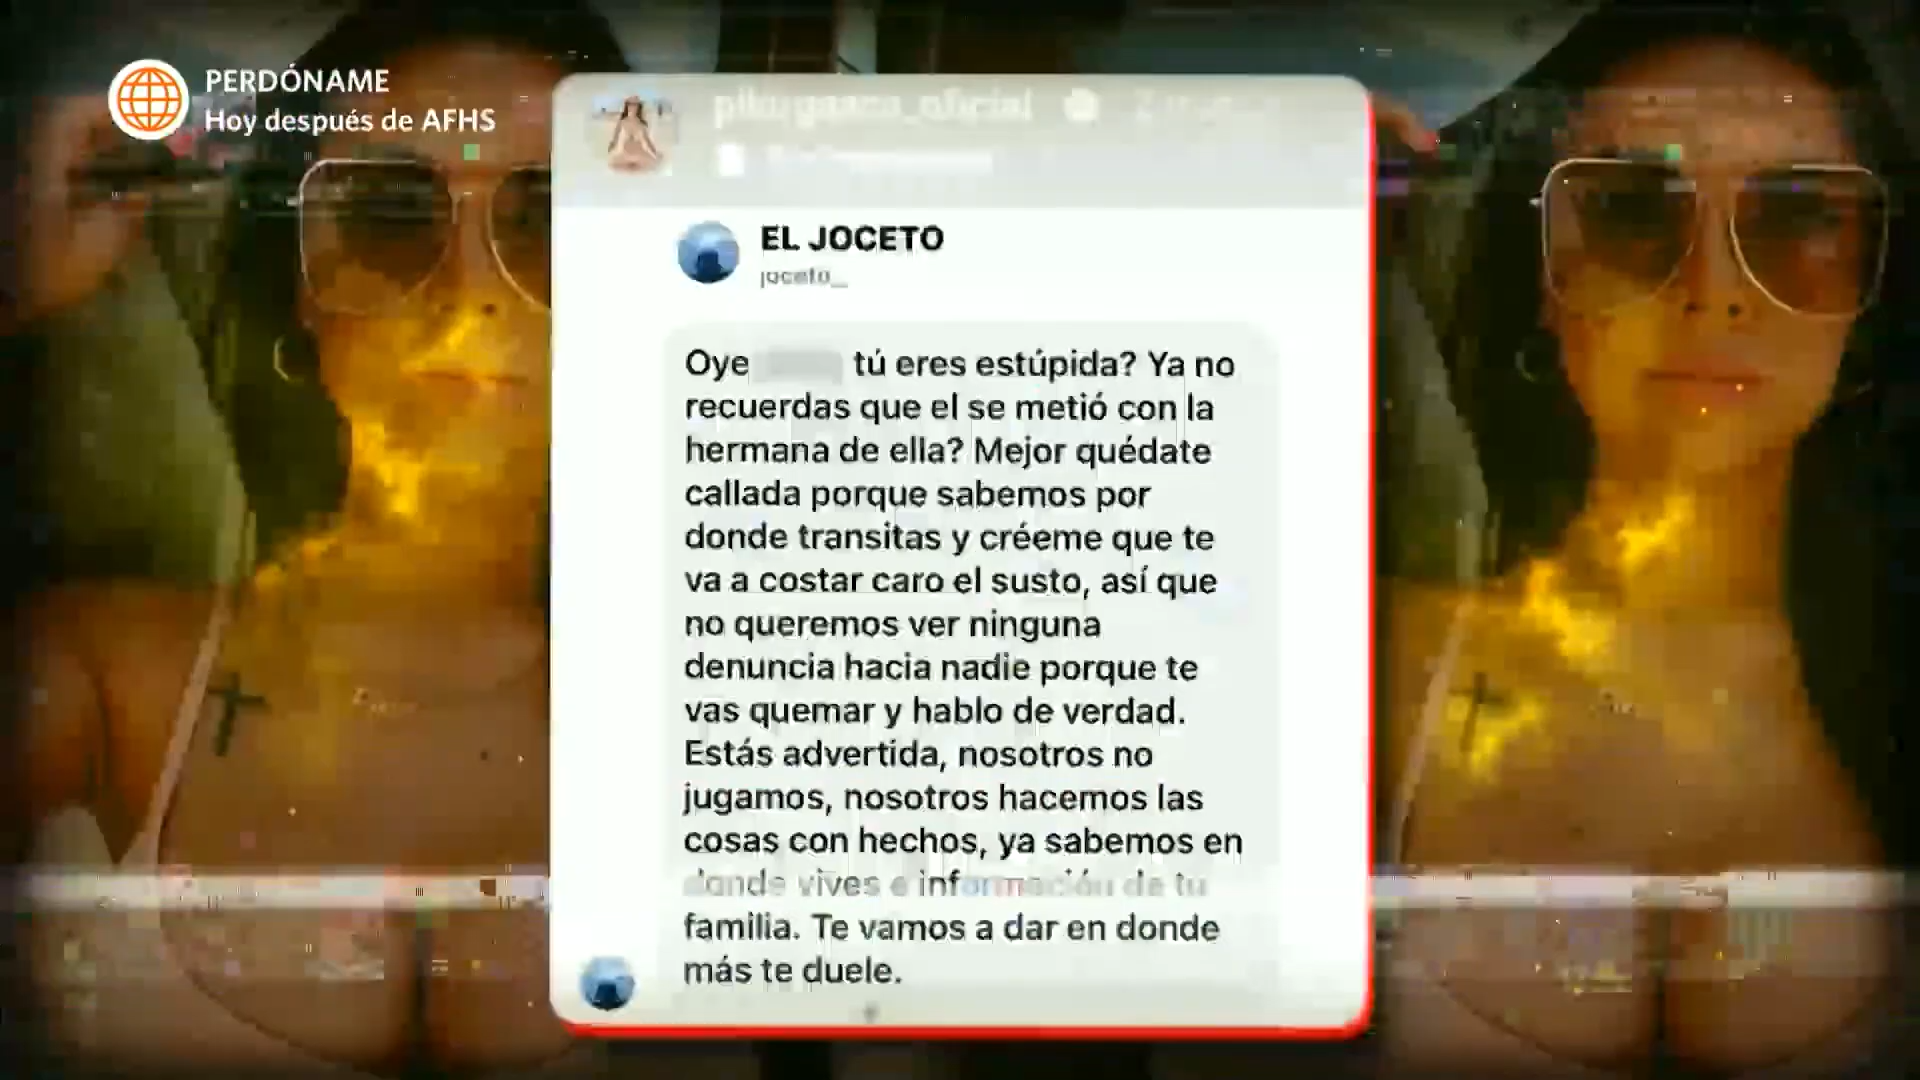 PERDÓNAME
Hoy después de AFHS
EL JOCETO
joceto_
Oye tú eres estúpida? Ya no
recuerdas que el se metió con la
hermana de ella? Mejor quédate
callada porque sabemos por
donde transitas y créeme que te
va a costar caro el susto, así que
no queremos ver ninguna
denuncia hacia nadie porque te
vas quemar y hablo de verdad.
Estás advertida, nosotros no
jugamos, nosotros hacemos las
cosas con hechos, ya sabemos en
donde vives e información de tu
familia. Te vamos a dar en donde
más te duele.